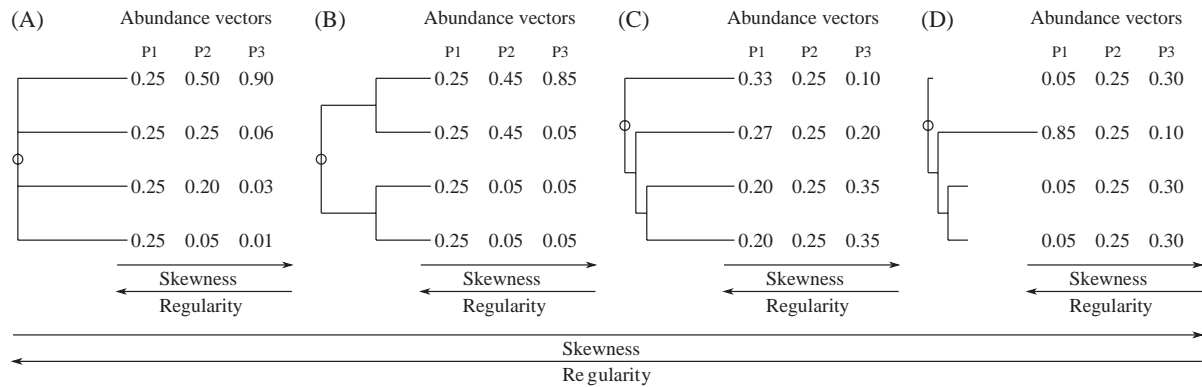 (A) Abundance vectors (B) Abundance vectors (C) Abundance vectors (D) Abundance vectors
P1 P2 P3 P1 P2 P3 P1 P2 P3 P1 P2 P3
0.25 0.50 0.90 0.25 0.45 0.85 0.33 0.25 0.10 0.05 0.25 0.30
0.25 0.25 0.06 0.25 0.45 0.05 0.27 0.25 0.20 0.85 0.25 0.10
0.25 0.20 0.03 0.25 0.05 0.05 0.20 0.25 0.35 0.05 0.25 0.30
0.25 0.05 0.01 0.25 0.05 0.05 0.20 0.25 0.35 0.05 0.25 0.30
Skewness Skewness Skewness Skewness
Regularity Regularity Regularity Regularity
Skewness
Re gularity